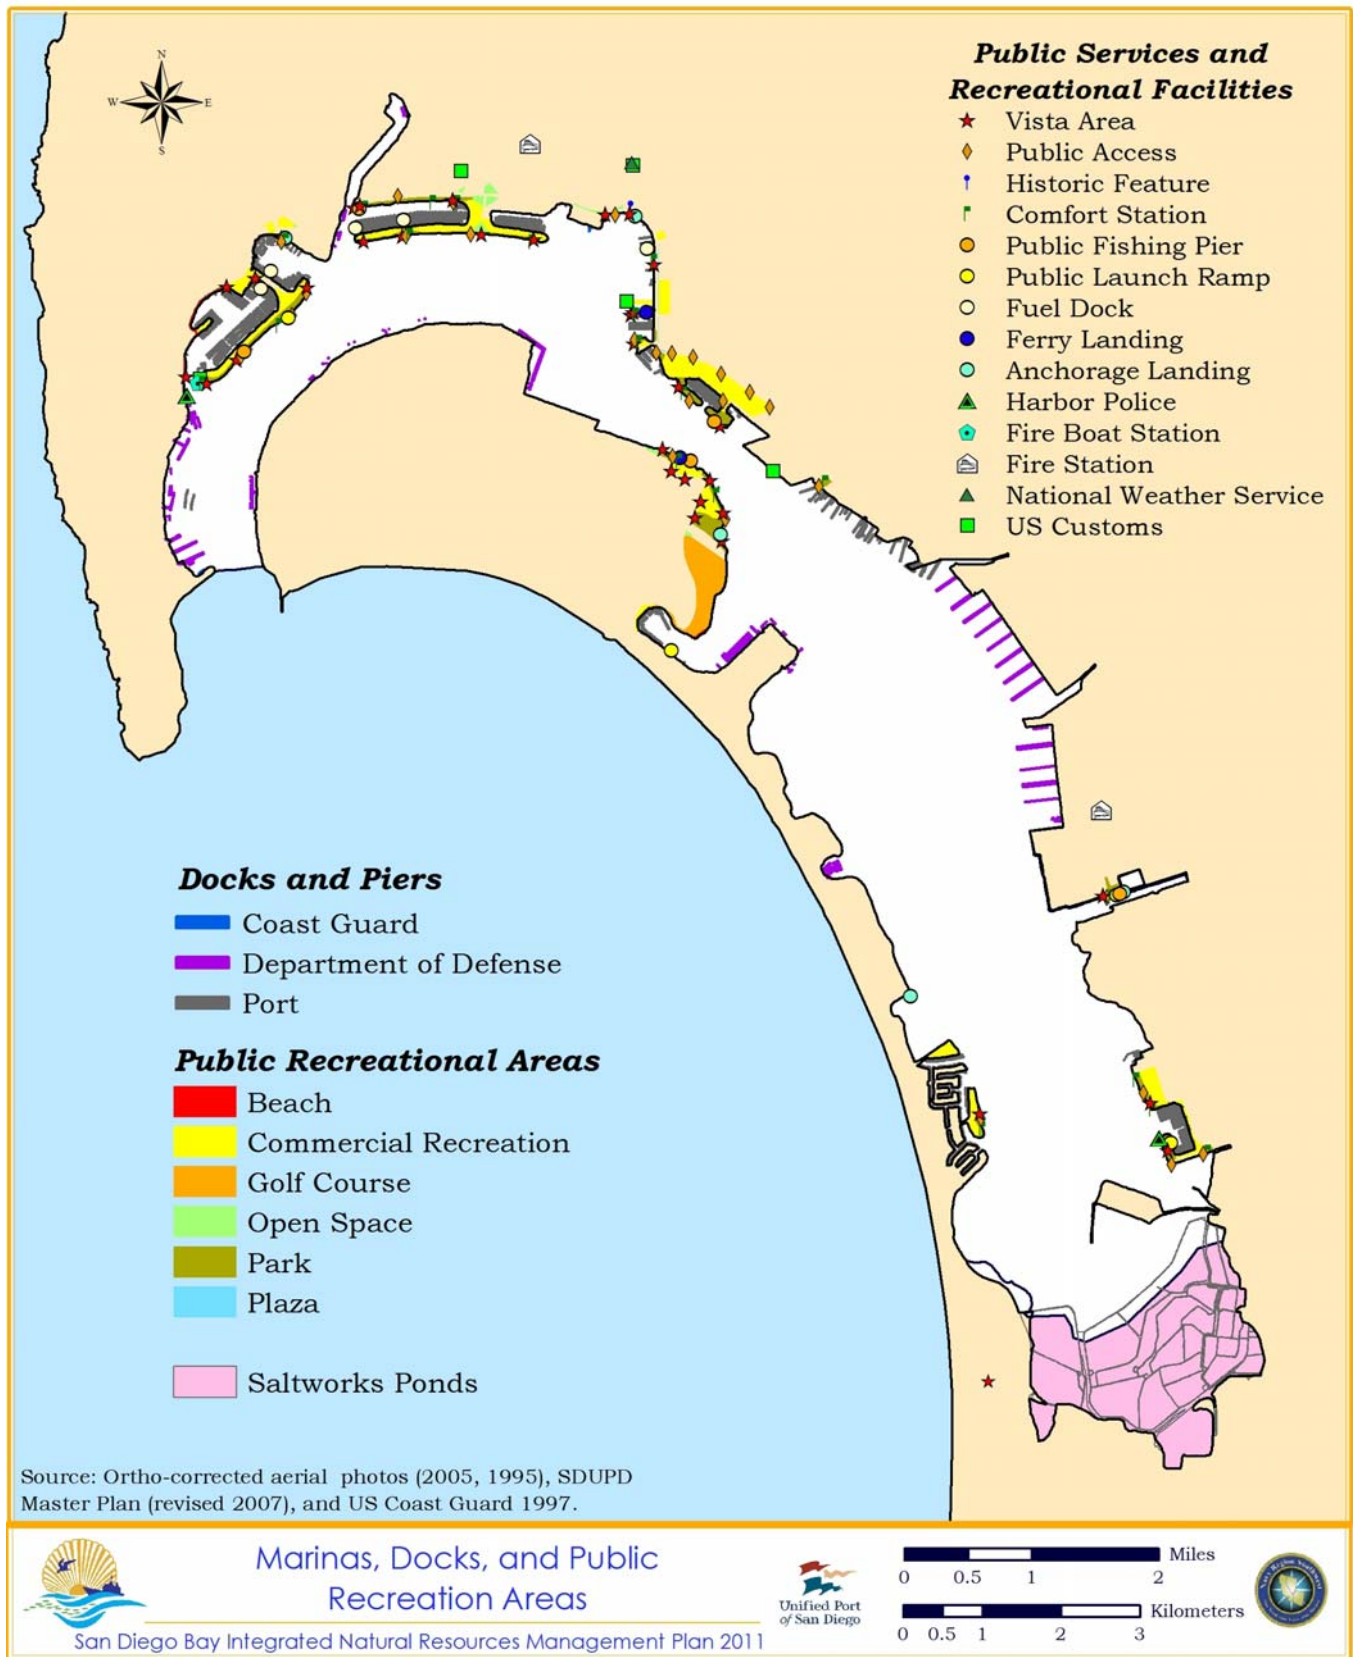 N
W E
S
Public Services and
Recreational Facilities
Vista Area
Public Access
Historic Feature
Comfort Station
Public Fishing Pier
Public Launch Ramp
Fuel Dock
Ferry Landing
Anchorage Landing
Harbor Police
Fire Boat Station
Fire Station
National Weather Service
US Customs
Docks and Piers
Coast Guard
Department of Defense
Port
Public Recreational Areas
Beach
Commercial Recreation
Golf Course
Open Space
Park
Plaza
Saltworks Ponds
Source: Ortho-corrected aerial photos (2005, 1995), SDUPD
Master Plan (revised 2007), and US Coast Guard 1997.
Marinas, Docks, and Public
Recreation Areas
San Diego Bay Integrated Natural Resources Management Plan 2011
Unified Port
of San Diego
Miles
0 0.5 1 2
Kilometers
0 0.5 1 2 3